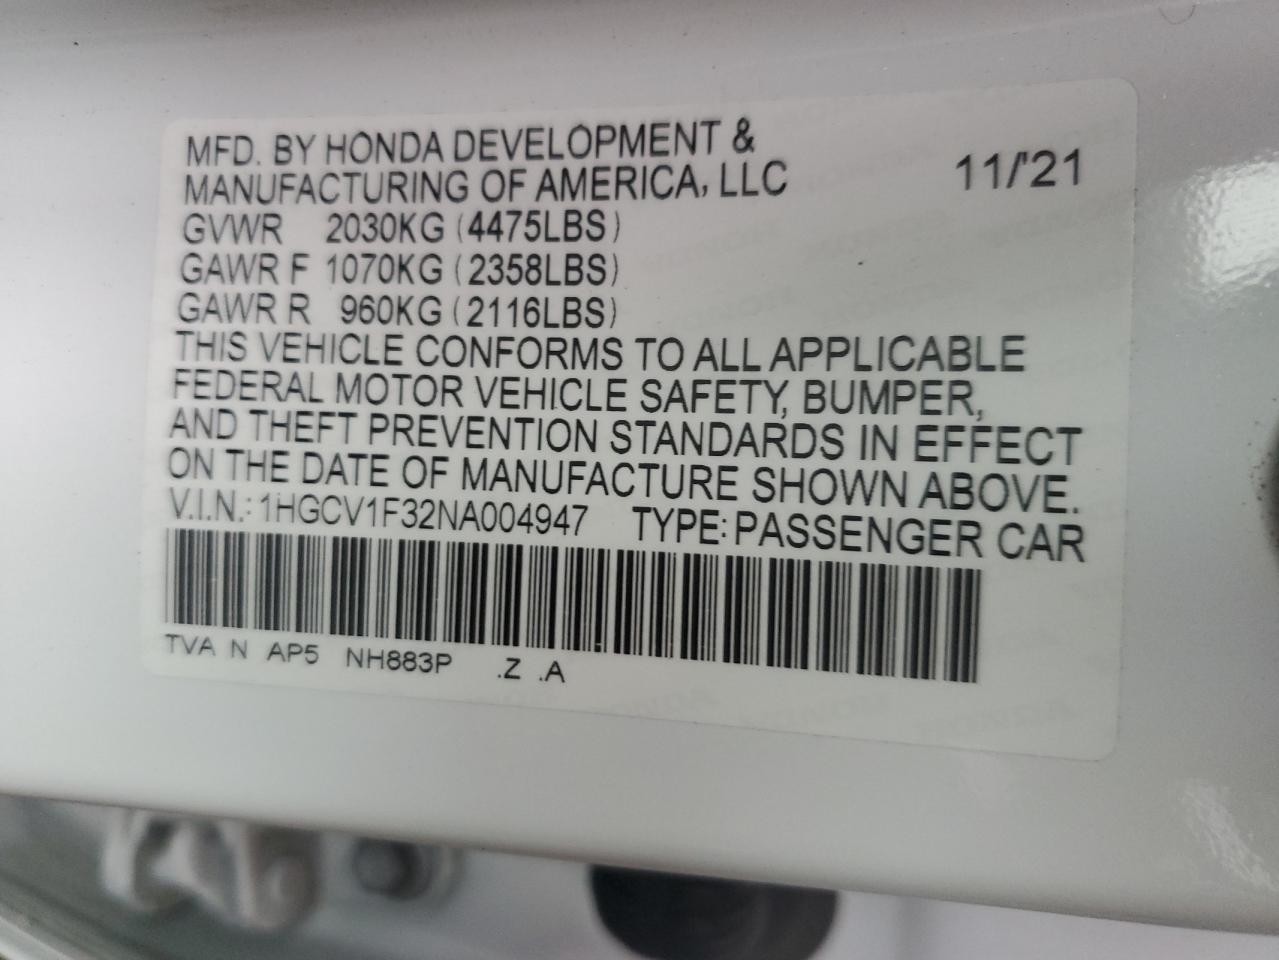 MFD. BY HONDA DEVELOPMENT &
MANUFACTURING OF AMERICA, LLC 11/'21
GVWR 2030KG (4475LBS)
GAWR F 1070KG (2358LBS)
GAWR R 960KG (2116LBS)
THIS VEHICLE CONFORMS TO ALL APPLICABLE
FEDERAL MOTOR VEHICLE SAFETY, BUMPER,
AND THEFT PREVENTION STANDARDS IN EFFECT
ON THE DATE OF MANUFACTURE SHOWN ABOVE.
V.I.N.: 1HGCV1F32NA004947 TYPE: PASSENGER CAR
TVA N AP5 NH883P .Z .A